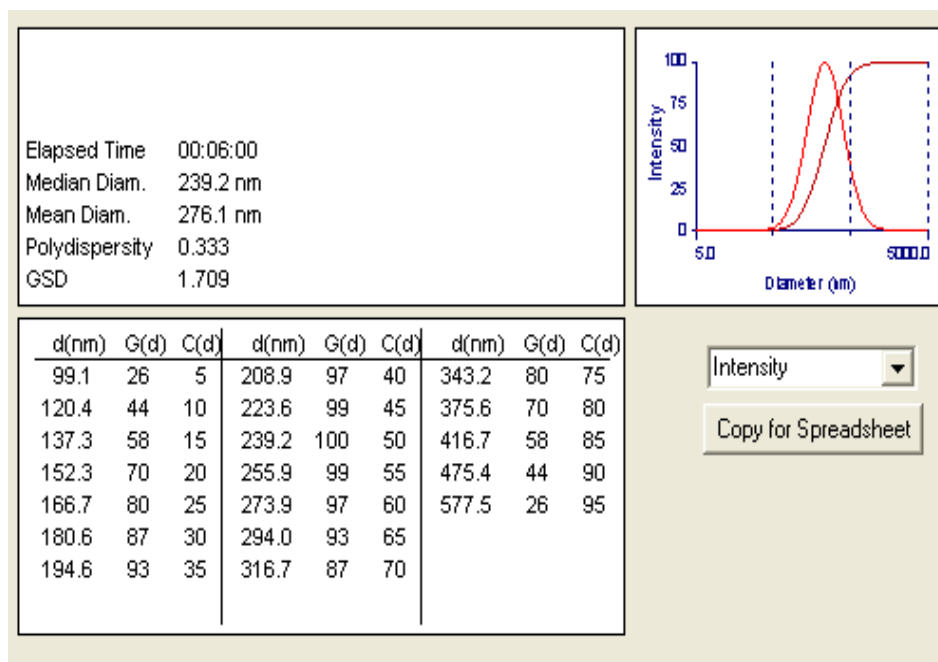 Elapsed Time 00:06:00
Median Diam. 239.2 nm
Mean Diam. 276.1 nm
Polydispersity 0.333
GSD 1.709
100
75
50
25
0
Intensity
5.0 5000.0
Diameter (nm)
d(nm) G(d) C(d) d(nm) G(d) C(d) d(nm) G(d) C(d)
99.1 26 5 208.9 97 40 343.2 80 75
120.4 44 10 223.6 99 45 375.6 70 80
137.3 58 15 239.2 100 50 416.7 58 85
152.3 70 20 255.9 99 55 475.4 44 90
166.7 80 25 273.9 97 60 577.5 26 95
180.6 87 30 294.0 93 65
194.6 93 35 316.7 87 70
Intensity
Copy for Spreadsheet